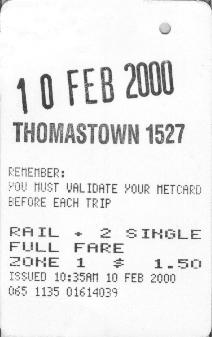 10 FEB 2000
THOMASTOWN 1527
REMEMBER:
YOU MUST VALIDATE YOUR METCARD
BEFORE EACH TRIP
RAIL + 2 SINGLE
FULL FARE
ZONE 1 $ 1.50
ISSUED 10:35AM 10 FEB 2000
065 1135 01614039